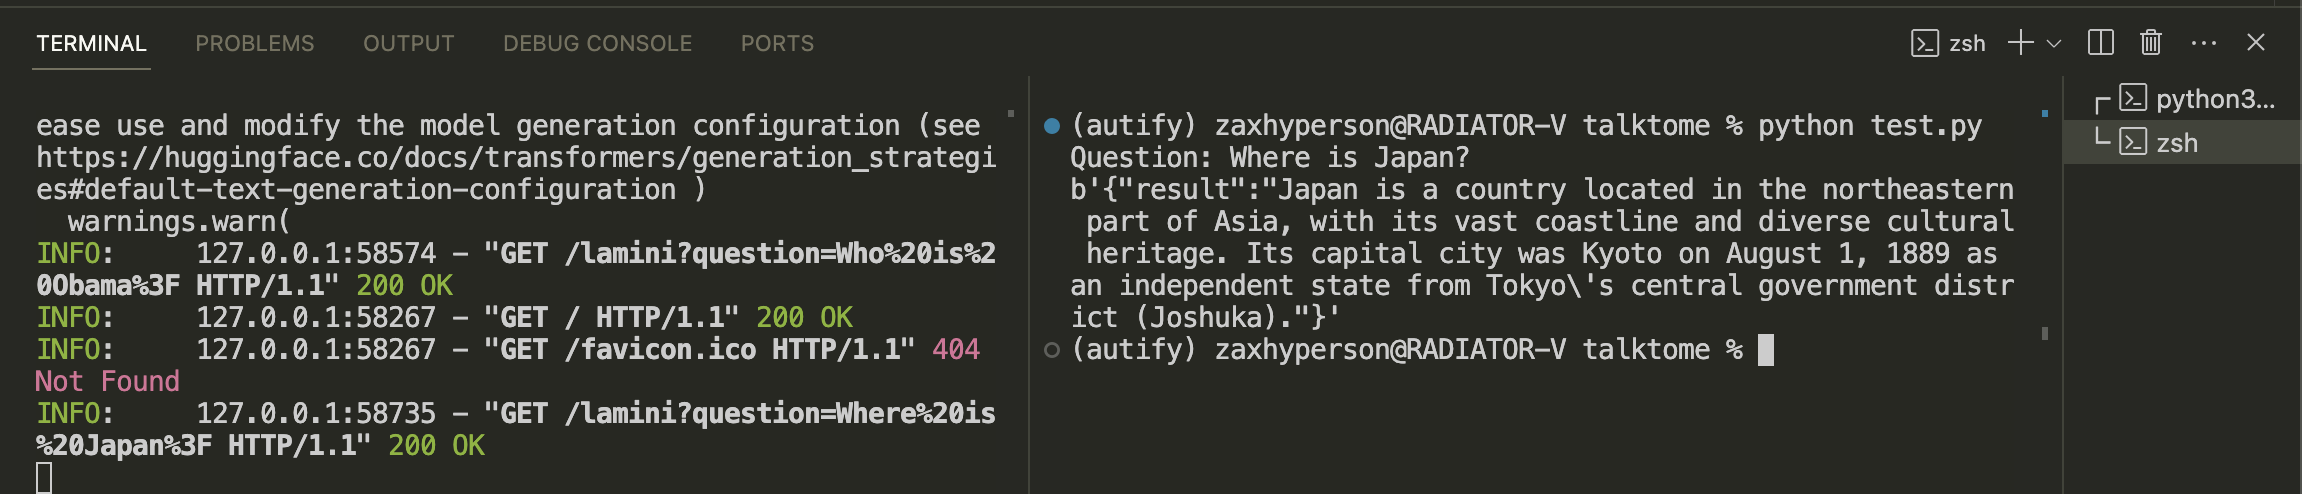 TERMINAL PROBLEMS OUTPUT DEBUG CONSOLE PORTS zsh
ease use and modify the model generation configuration (see
https://huggingface.co/docs/transformers/generation_strategi
es#default-text-generation-configuration )
warnings.warn(
INFO: 127.0.0.1:58574 - "GET /lamini?question=Who%20is%2
0Obama%3F HTTP/1.1" 200 OK
INFO: 127.0.0.1:58267 - "GET / HTTP/1.1" 200 OK
INFO: 127.0.0.1:58267 - "GET /favicon.ico HTTP/1.1" 404
Not Found
INFO: 127.0.0.1:58735 - "GET /lamini?question=Where%20is
%20Japan%3F HTTP/1.1" 200 OK
(autify) zaxhyperson@RADIATOR-V talktome % python test.py
Question: Where is Japan?
b'{"result":"Japan is a country located in the northeastern
part of Asia, with its vast coastline and diverse cultural
heritage. Its capital city was Kyoto on August 1, 1889 as
an independent state from Tokyo\'s central government distr
ict (Joshuka)."}'
(autify) zaxhyperson@RADIATOR-V talktome %
python3...
zsh